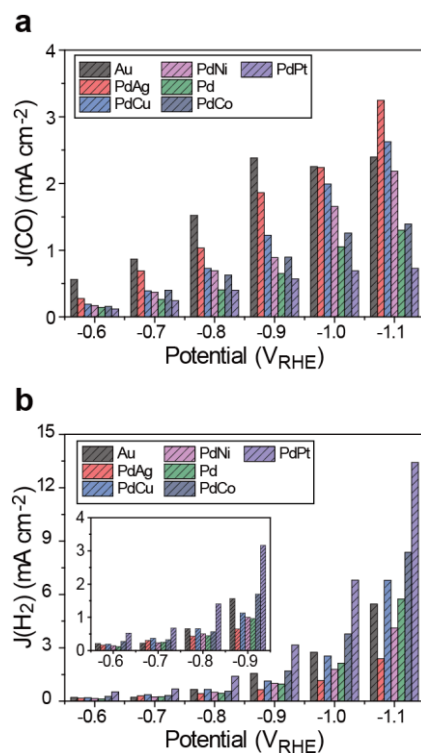 a
Au PdNi PdPt
PdAg Pd
PdCu PdCo
J(CO) (mA cm-2)
4
3
2
1
0
-0.6 -0.7 -0.8 -0.9 -1.0 -1.1
Potential (VRHE)
b
Au PdNi PdPt
PdAg Pd
PdCu PdCo
J(H2) (mA cm-2)
15
12
9
6
3
0
4
3
2
1
0
-0.6 -0.7 -0.8 -0.9
-0.6 -0.7 -0.8 -0.9 -1.0 -1.1
Potential (VRHE)